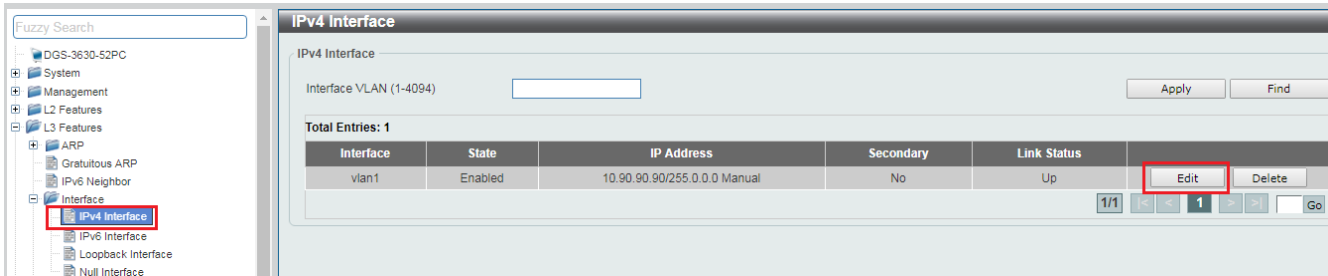 Fuzzy Search
DGS-3630-52PC
System
Management
L2 Features
L3 Features
ARP
Gratuitous ARP
IPv6 Neighbor
Interface
IPv4 Interface
IPv6 Interface
Loopback Interface
Null Interface
IPv4 Interface
IPv4 Interface
Interface VLAN (1-4094)
Apply Find
Total Entries: 1
Interface State IP Address Secondary Link Status
vlan1 Enabled 10.90.90.90/255.0.0.0 Manual No Up Edit Delete
1/1 |< < 1 > >| Go